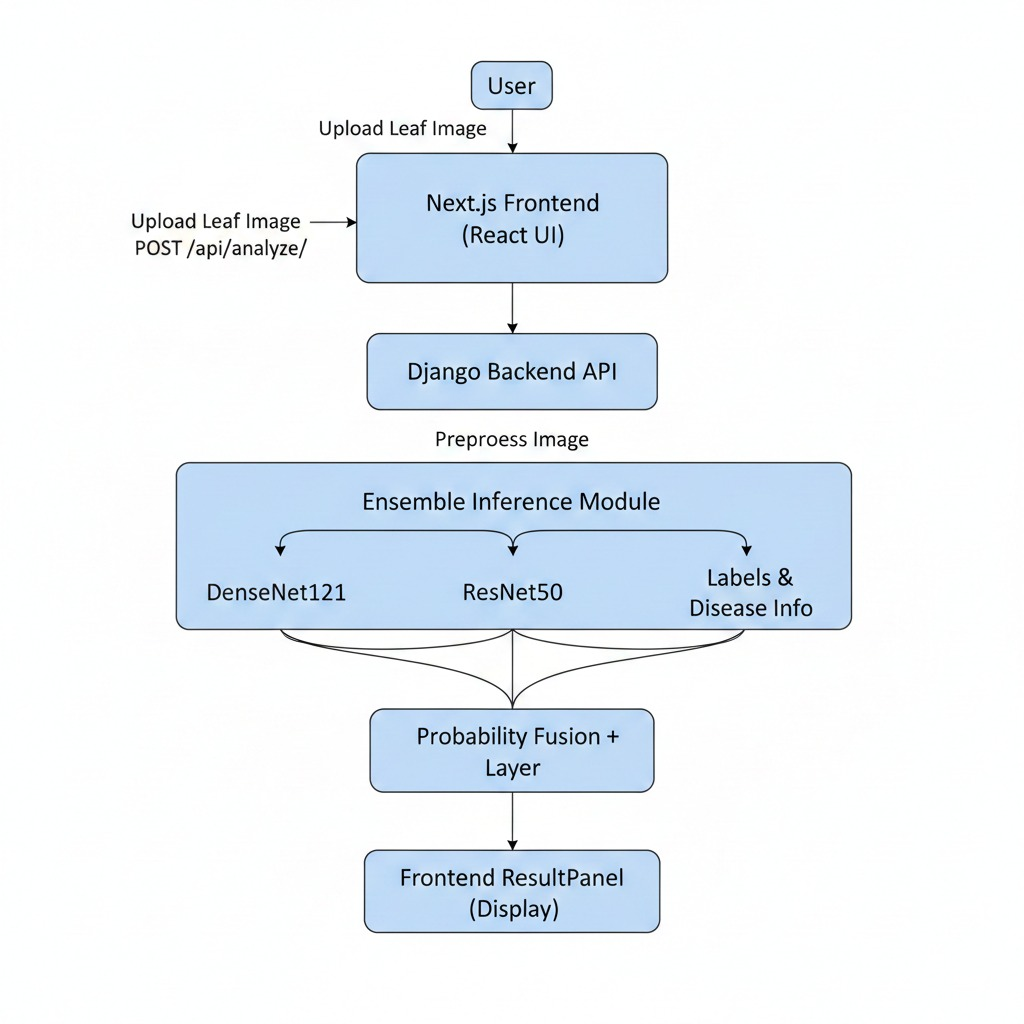 User
Upload Leaf Image
Next.js Frontend
(React UI)
Upload Leaf Image
POST /api/analyze/
Django Backend API
Preproess Image
Ensemble Inference Module
DenseNet121
ResNet50
Labels &
Disease Info
Probability Fusion +
Layer
Frontend ResultPanel
(Display)